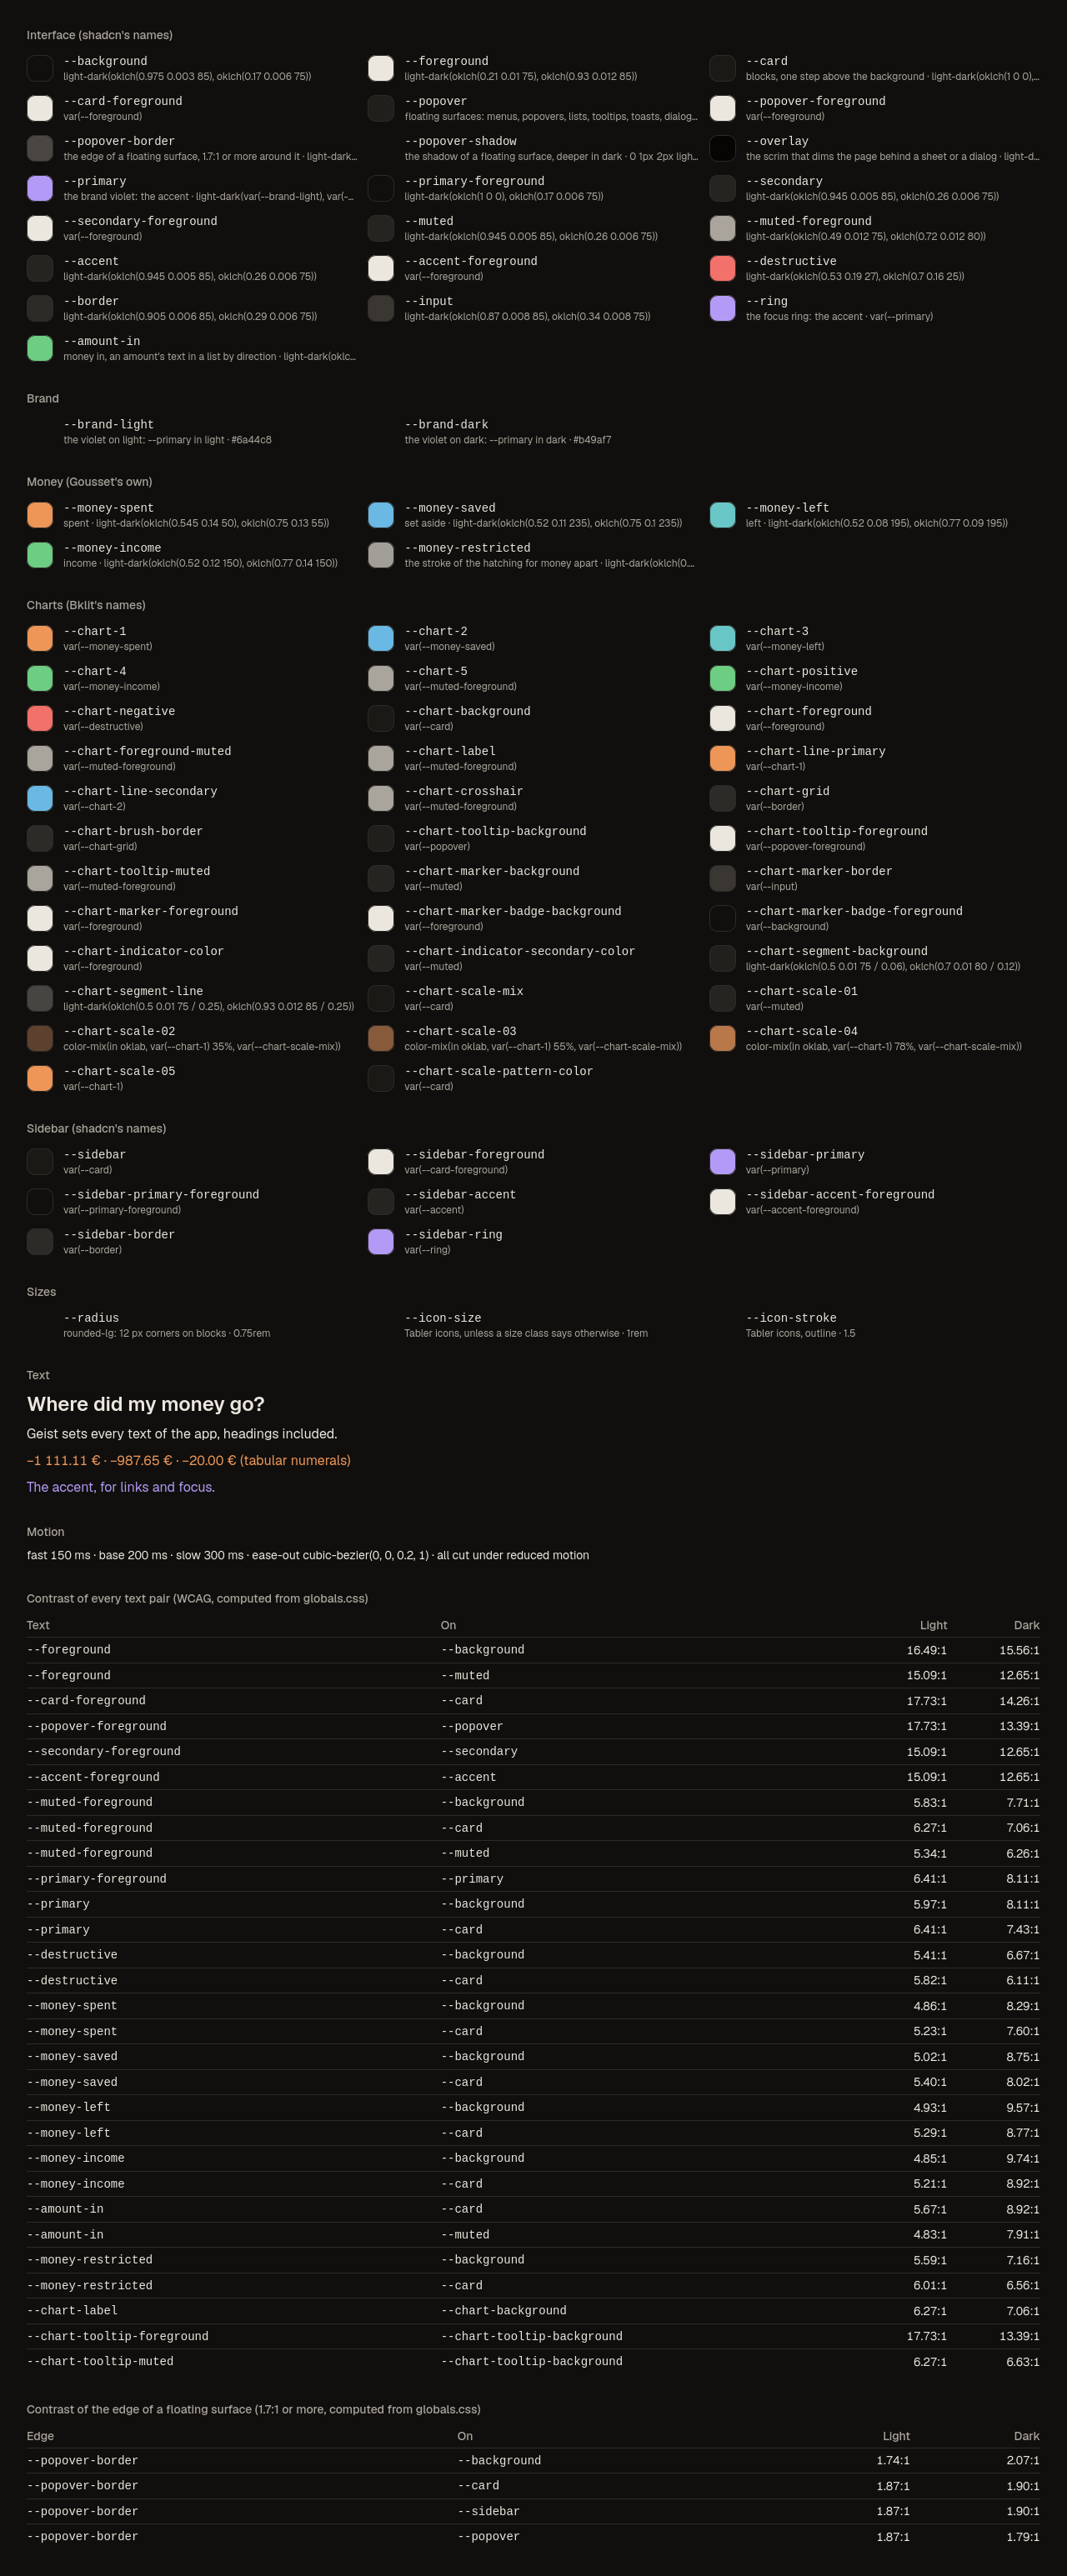 Interface (shadcn's names)
--background
light-dark(oklch(0.975 0.003 85), oklch(0.17 0.006 75))
--foreground
light-dark(oklch(0.21 0.01 75), oklch(0.93 0.012 85))
--card
blocks, one step above the background · light-dark(oklch(1 0 0),...
--card-foreground
var(--foreground)
--popover
floating surfaces: menus, popovers, lists, tooltips, toasts, dialog...
--popover-foreground
var(--foreground)
--popover-border
the edge of a floating surface, 1.7:1 or more around it · light-dark...
--popover-shadow
the shadow of a floating surface, deeper in dark · 0 1px 2px ligh...
--overlay
the scrim that dims the page behind a sheet or a dialog · light-d...
--primary
the brand violet: the accent · light-dark(var(--brand-light), var(-...
--primary-foreground
light-dark(oklch(1 0 0), oklch(0.17 0.006 75))
--secondary
light-dark(oklch(0.945 0.005 85), oklch(0.26 0.006 75))
--secondary-foreground
var(--foreground)
--muted
light-dark(oklch(0.945 0.005 85), oklch(0.26 0.006 75))
--muted-foreground
light-dark(oklch(0.49 0.012 75), oklch(0.72 0.012 80))
--accent
light-dark(oklch(0.945 0.005 85), oklch(0.26 0.006 75))
--accent-foreground
var(--foreground)
--destructive
light-dark(oklch(0.53 0.19 27), oklch(0.7 0.16 25))
--border
light-dark(oklch(0.905 0.006 85), oklch(0.29 0.006 75))
--input
light-dark(oklch(0.87 0.008 85), oklch(0.34 0.008 75))
--ring
the focus ring: the accent · var(--primary)
--amount-in
money in, an amount's text in a list by direction · light-dark(oklc...
Brand
--brand-light
the violet on light: --primary in light · #6a44c8
--brand-dark
the violet on dark: --primary in dark · #b49af7
Money (Gousset's own)
--money-spent
spent · light-dark(oklch(0.545 0.14 50), oklch(0.75 0.13 55))
--money-saved
set aside · light-dark(oklch(0.52 0.11 235), oklch(0.75 0.1 235))
--money-left
left · light-dark(oklch(0.52 0.08 195), oklch(0.77 0.09 195))
--money-income
income · light-dark(oklch(0.52 0.12 150), oklch(0.77 0.14 150))
--money-restricted
the stroke of the hatching for money apart · light-dark(oklch(0....
Charts (Bklit's names)
--chart-1
var(--money-spent)
--chart-2
var(--money-saved)
--chart-3
var(--money-left)
--chart-4
var(--money-income)
--chart-5
var(--muted-foreground)
--chart-positive
var(--money-income)
--chart-negative
var(--destructive)
--chart-background
var(--card)
--chart-foreground
var(--foreground)
--chart-foreground-muted
var(--muted-foreground)
--chart-label
var(--muted-foreground)
--chart-line-primary
var(--chart-1)
--chart-line-secondary
var(--chart-2)
--chart-crosshair
var(--muted-foreground)
--chart-grid
var(--border)
--chart-brush-border
var(--chart-grid)
--chart-tooltip-background
var(--popover)
--chart-tooltip-foreground
var(--popover-foreground)
--chart-tooltip-muted
var(--muted-foreground)
--chart-marker-background
var(--muted)
--chart-marker-border
var(--input)
--chart-marker-foreground
var(--foreground)
--chart-marker-badge-background
var(--foreground)
--chart-marker-badge-foreground
var(--background)
--chart-indicator-color
var(--foreground)
--chart-indicator-secondary-color
var(--muted)
--chart-segment-background
light-dark(oklch(0.5 0.01 75 / 0.06), oklch(0.7 0.01 80 / 0.12))
--chart-segment-line
light-dark(oklch(0.5 0.01 75 / 0.25), oklch(0.93 0.012 85 / 0.25))
--chart-scale-mix
var(--card)
--chart-scale-01
var(--muted)
--chart-scale-02
color-mix(in oklab, var(--chart-1) 35%, var(--chart-scale-mix))
--chart-scale-03
color-mix(in oklab, var(--chart-1) 55%, var(--chart-scale-mix))
--chart-scale-04
color-mix(in oklab, var(--chart-1) 78%, var(--chart-scale-mix))
--chart-scale-05
var(--chart-1)
--chart-scale-pattern-color
var(--card)
Sidebar (shadcn's names)
--sidebar
var(--card)
--sidebar-foreground
var(--card-foreground)
--sidebar-primary
var(--primary)
--sidebar-primary-foreground
var(--primary-foreground)
--sidebar-accent
var(--accent)
--sidebar-accent-foreground
var(--accent-foreground)
--sidebar-border
var(--border)
--sidebar-ring
var(--ring)
Sizes
--radius
rounded-lg: 12 px corners on blocks · 0.75rem
--icon-size
Tabler icons, unless a size class says otherwise · 1rem
--icon-stroke
Tabler icons, outline · 1.5
Text
Where did my money go?
Geist sets every text of the app, headings included.
−1 111.11 € · −987.65 € · −20.00 € (tabular numerals)
The accent, for links and focus.
Motion
fast 150 ms · base 200 ms · slow 300 ms · ease-out cubic-bezier(0, 0, 0.2, 1) · all cut under reduced motion
Contrast of every text pair (WCAG, computed from globals.css)
Text On Light Dark
--foreground --background 16.49:1 15.56:1
--foreground --muted 15.09:1 12.65:1
--card-foreground --card 17.73:1 14.26:1
--popover-foreground --popover 17.73:1 13.39:1
--secondary-foreground --secondary 15.09:1 12.65:1
--accent-foreground --accent 15.09:1 12.65:1
--muted-foreground --background 5.83:1 7.71:1
--muted-foreground --card 6.27:1 7.06:1
--muted-foreground --muted 5.34:1 6.26:1
--primary-foreground --primary 6.41:1 8.11:1
--primary --background 5.97:1 8.11:1
--primary --card 6.41:1 7.43:1
--destructive --background 5.41:1 6.67:1
--destructive --card 5.82:1 6.11:1
--money-spent --background 4.86:1 8.29:1
--money-spent --card 5.23:1 7.60:1
--money-saved --background 5.02:1 8.75:1
--money-saved --card 5.40:1 8.02:1
--money-left --background 4.93:1 9.57:1
--money-left --card 5.29:1 8.77:1
--money-income --background 4.85:1 9.74:1
--money-income --card 5.21:1 8.92:1
--amount-in --card 5.67:1 8.92:1
--amount-in --muted 4.83:1 7.91:1
--money-restricted --background 5.59:1 7.16:1
--money-restricted --card 6.01:1 6.56:1
--chart-label --chart-background 6.27:1 7.06:1
--chart-tooltip-foreground --chart-tooltip-background 17.73:1 13.39:1
--chart-tooltip-muted --chart-tooltip-background 6.27:1 6.63:1
Contrast of the edge of a floating surface (1.7:1 or more, computed from globals.css)
Edge On Light Dark
--popover-border --background 1.74:1 2.07:1
--popover-border --card 1.87:1 1.90:1
--popover-border --sidebar 1.87:1 1.90:1
--popover-border --popover 1.87:1 1.79:1